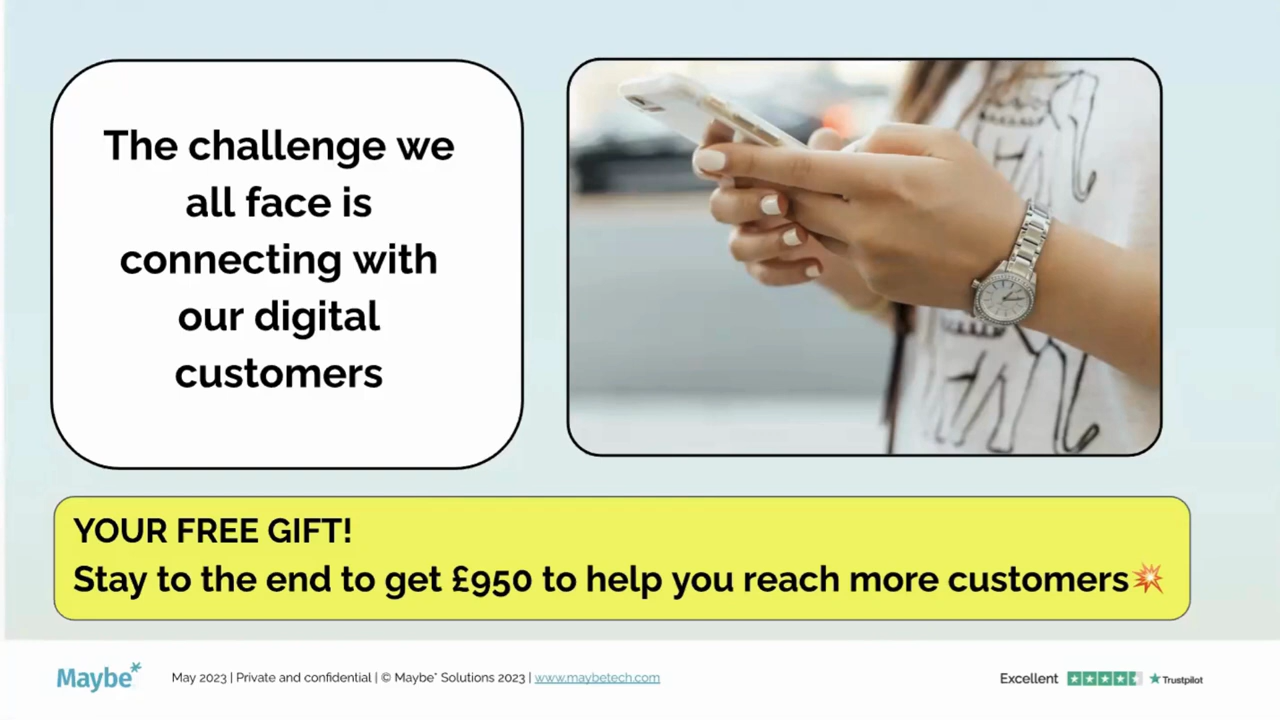 The challenge we
all face is
connecting with
our digital
customers
YOUR FREE GIFT!
Stay to the end to get £950 to help you reach more customers💥
Maybe*
May 2023 | Private and confidential | © Maybe* Solutions 2023 | www.maybetech.com
Excellent
Trustpilot